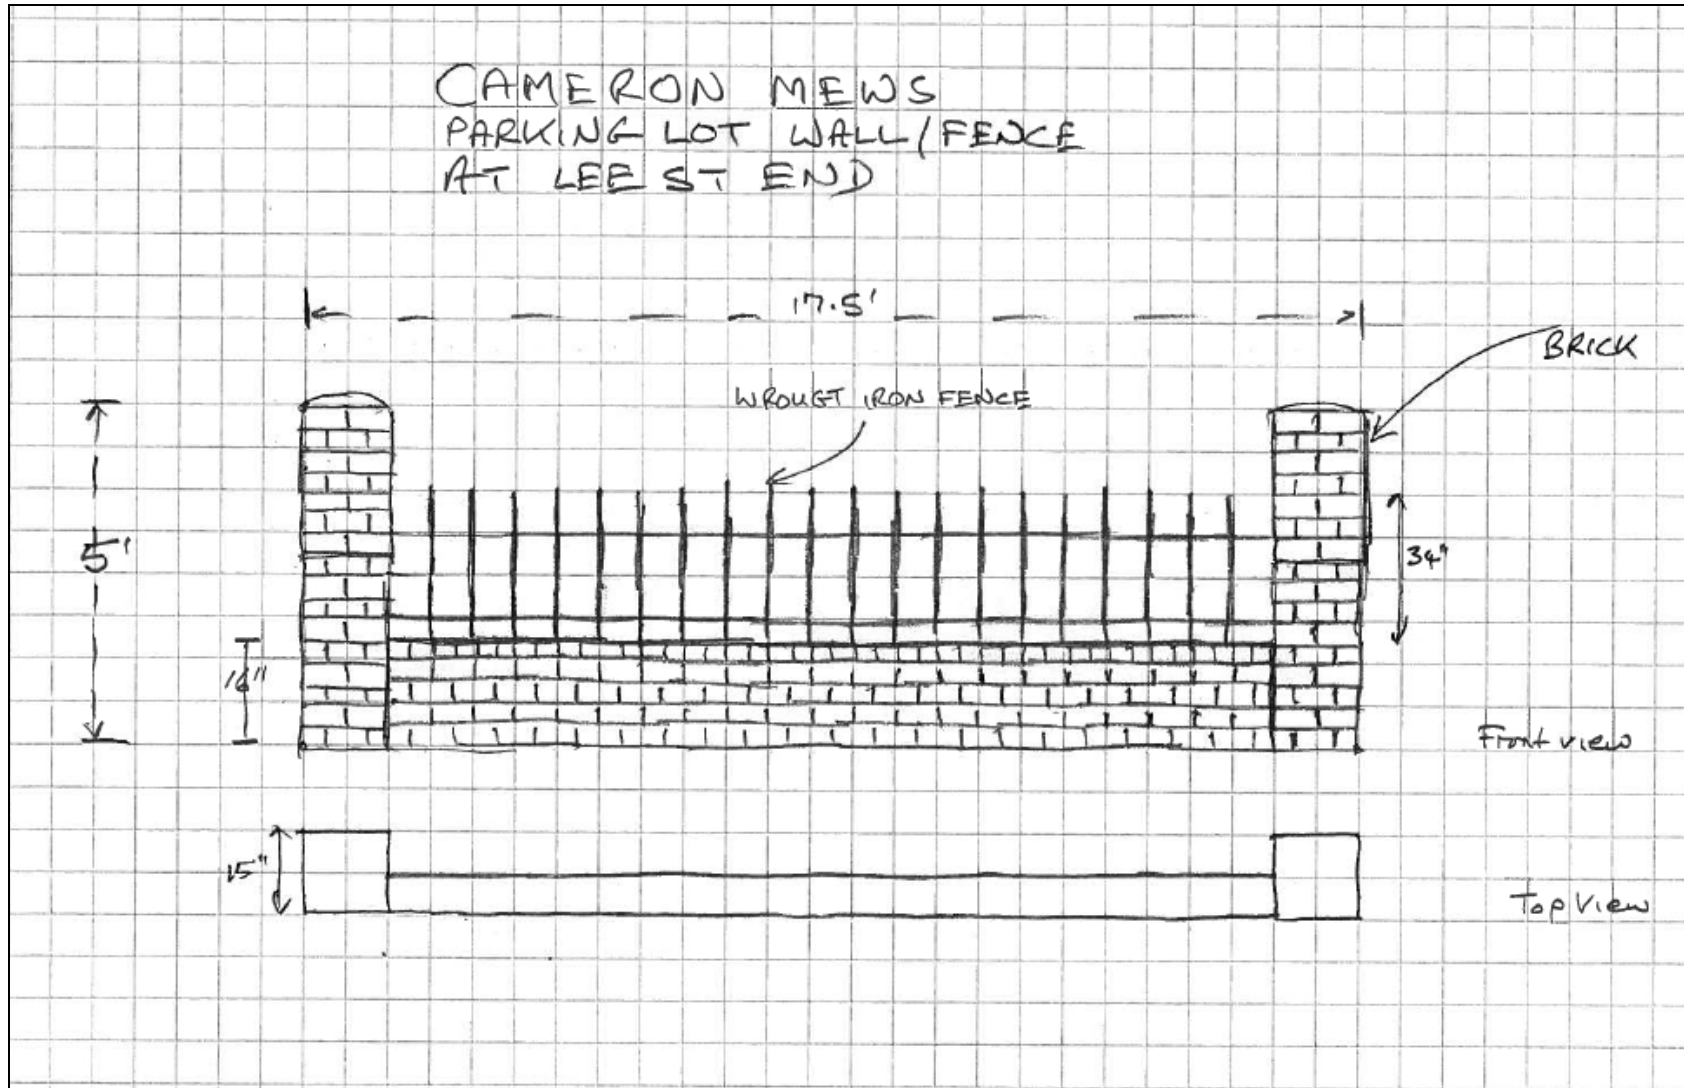 CAMERON MEWS
PARKING LOT WALL/FENCE
AT LEE ST END
17.5'
BRICK
WROUGT IRON FENCE
5'
34"
16"
Front view
15"
Top View